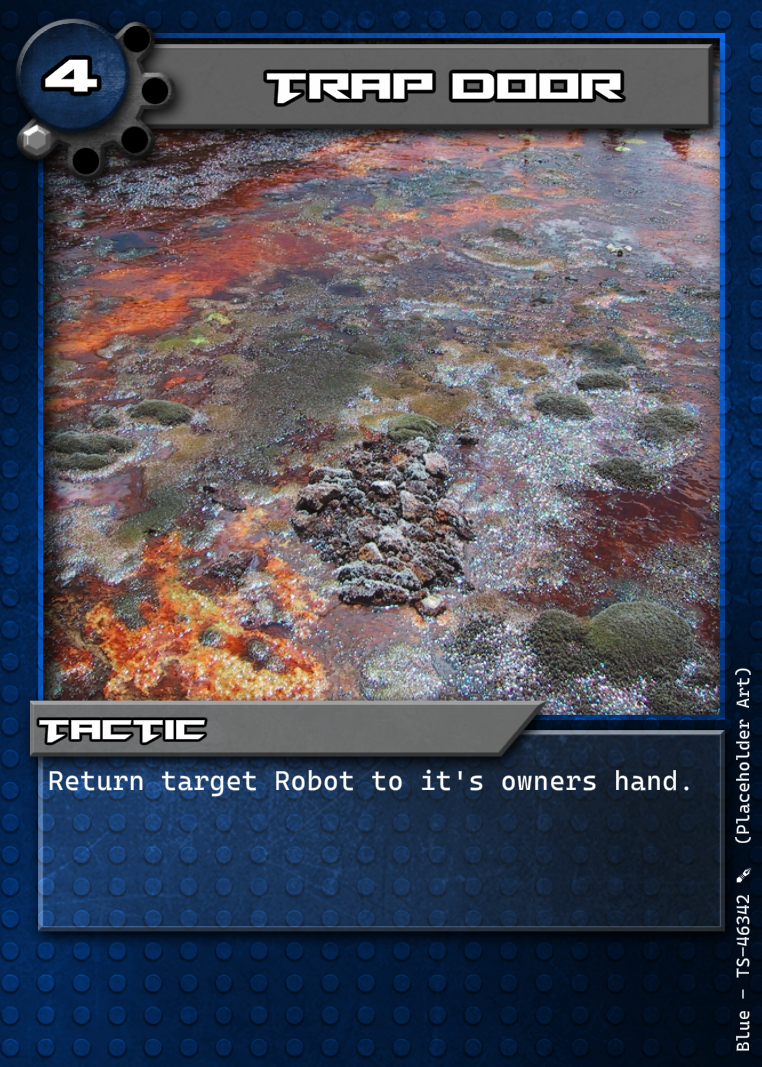 4
TRAP DOOR
TACTIC
Return target Robot to it's owners hand.
Blue - TS-46342 ✒ (Placeholder Art)